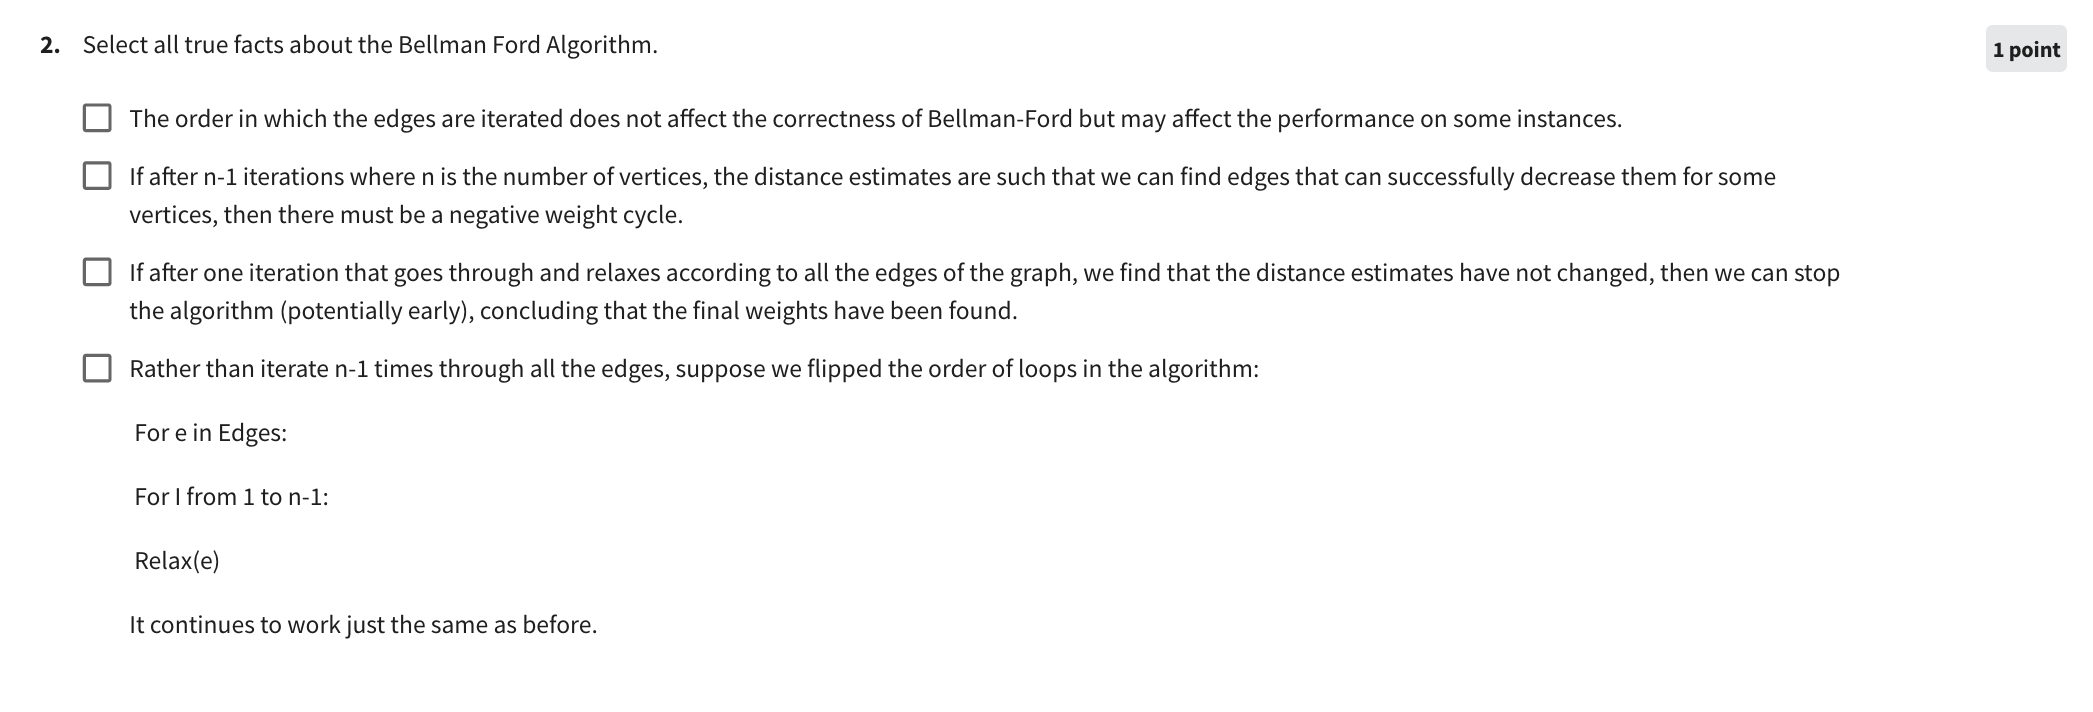 2. Select all true facts about the Bellman Ford Algorithm.
1 point
The order in which the edges are iterated does not affect the correctness of Bellman-Ford but may affect the performance on some instances.
If after n-1 iterations where n is the number of vertices, the distance estimates are such that we can find edges that can successfully decrease them for some
vertices, then there must be a negative weight cycle.
If after one iteration that goes through and relaxes according to all the edges of the graph, we find that the distance estimates have not changed, then we can stop
the algorithm (potentially early), concluding that the final weights have been found.
Rather than iterate n-1 times through all the edges, suppose we flipped the order of loops in the algorithm:
For e in Edges:
For I from 1 to n-1:
Relax(e)
It continues to work just the same as before.